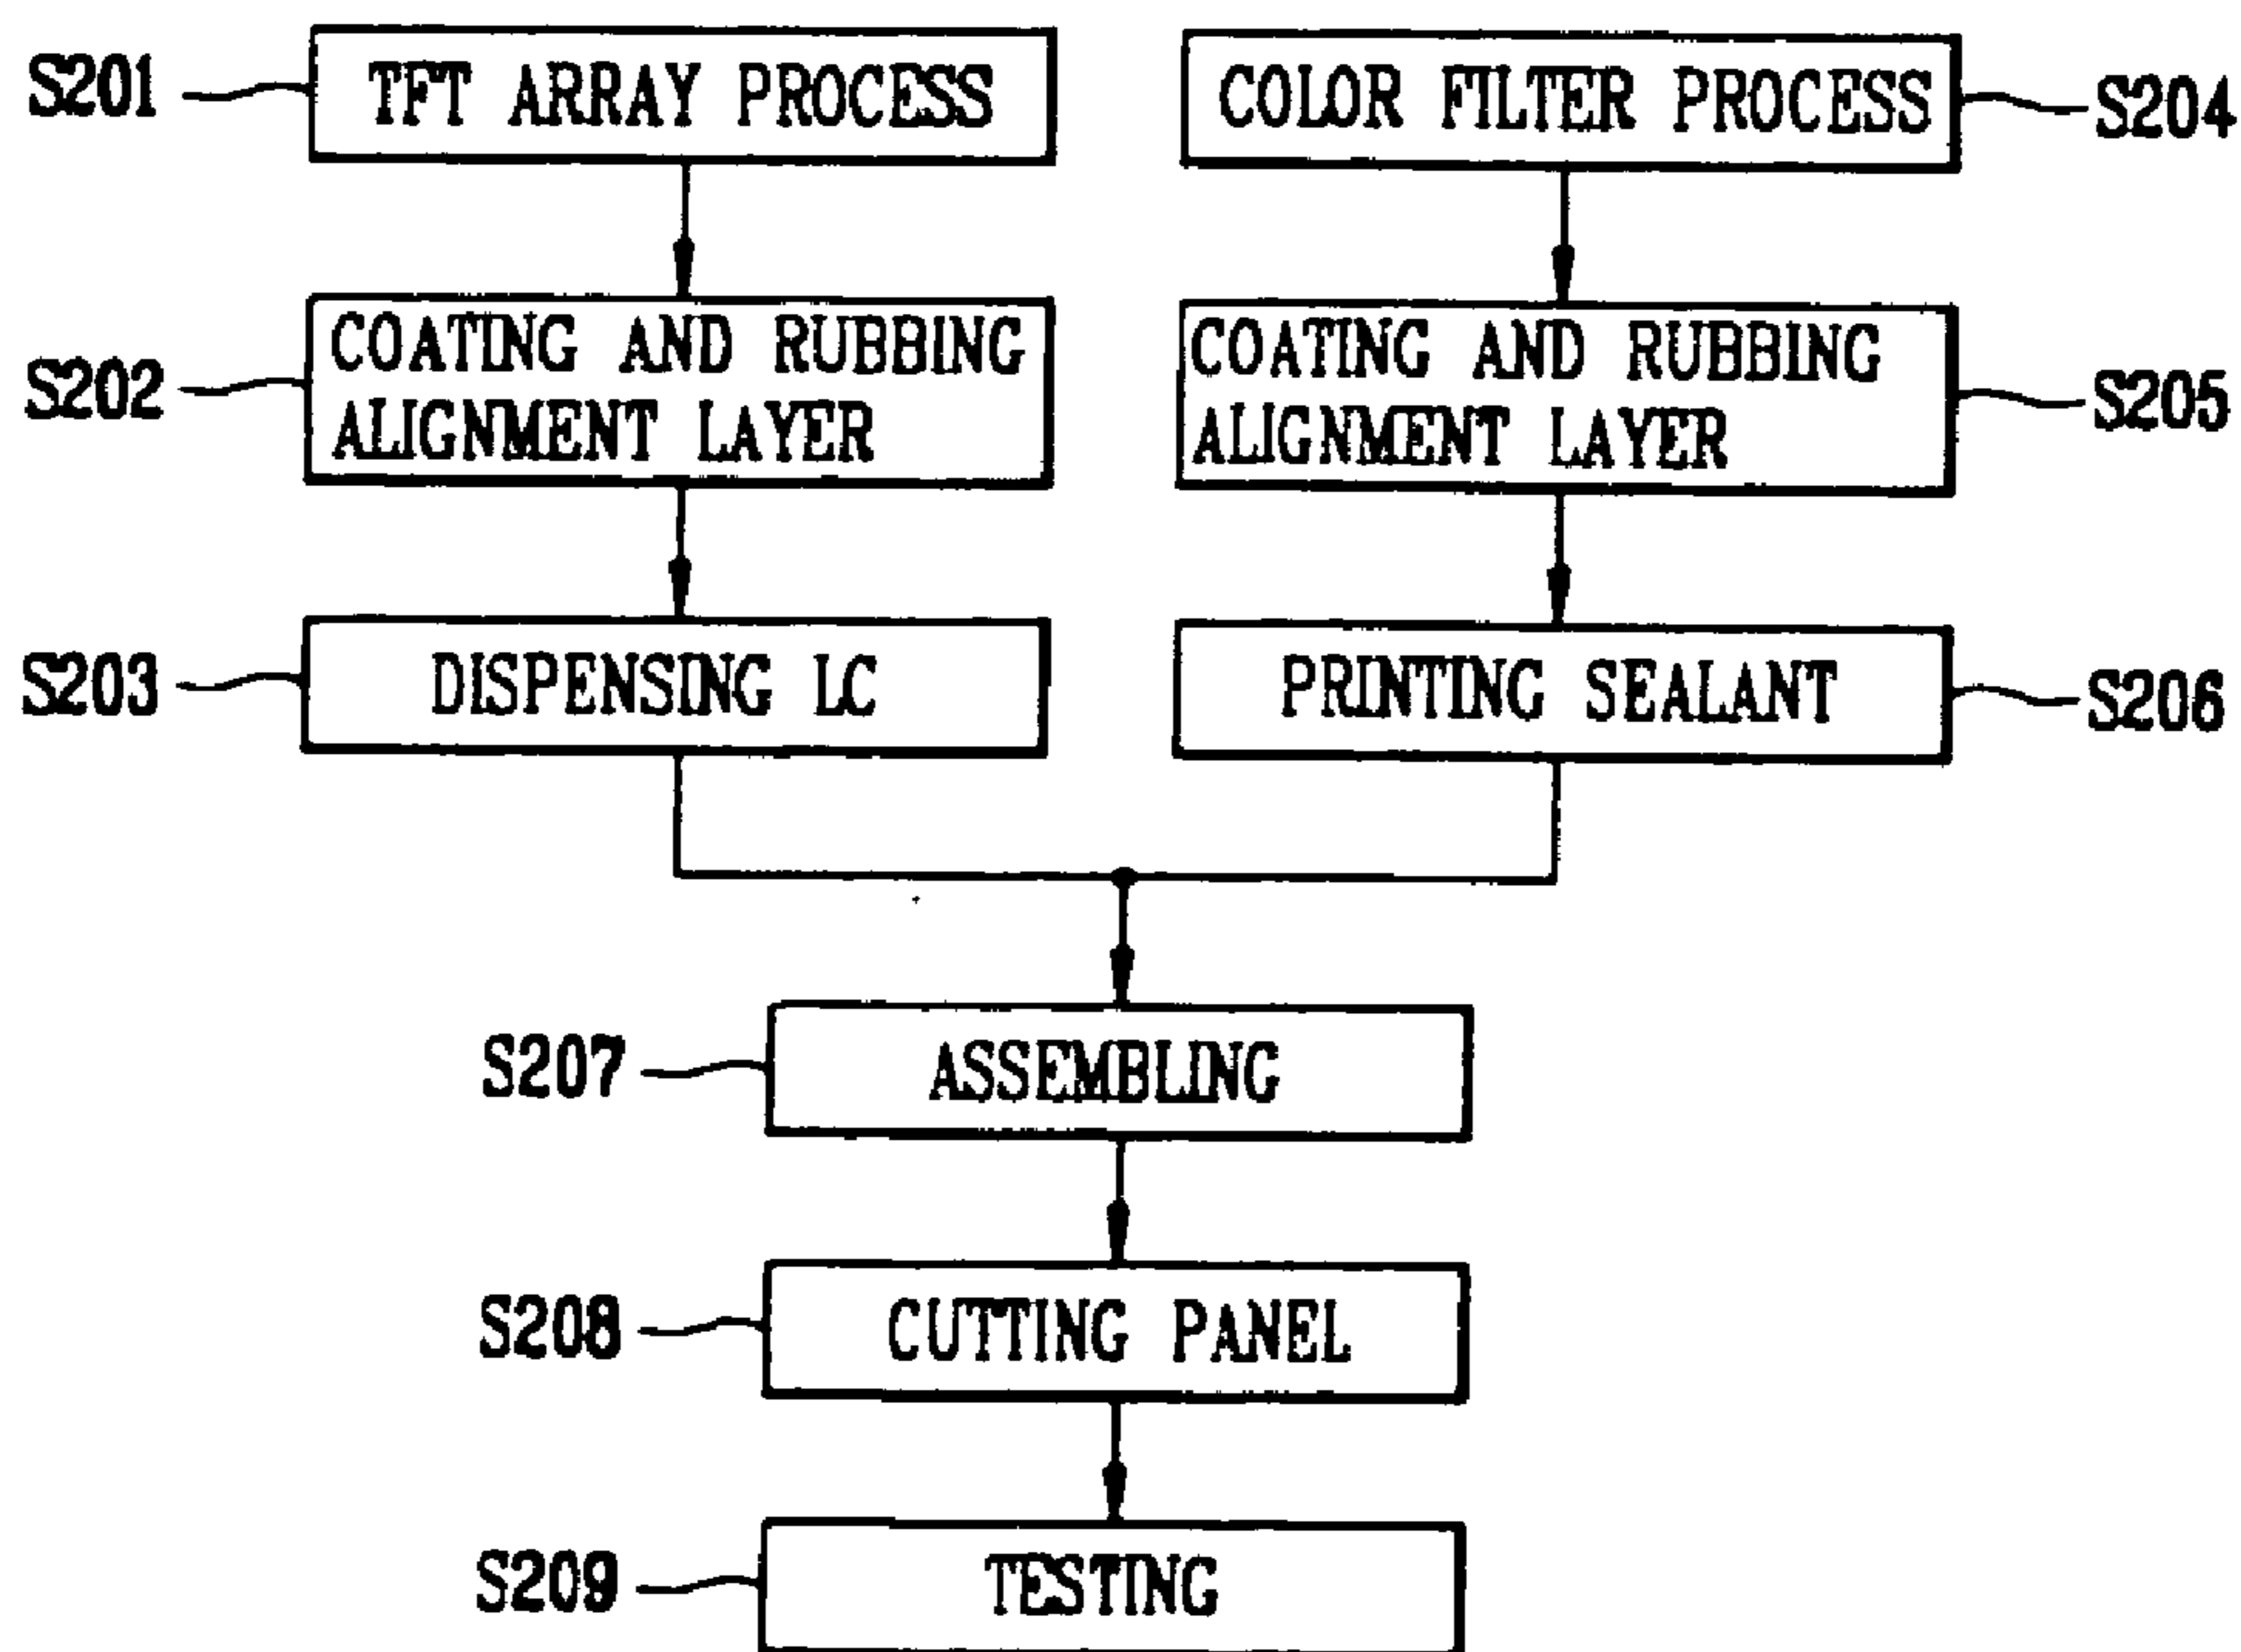 S201
TFT ARRAY PROCESS
COLOR FILTER PROCESS
S204
S202
COATING AND RUBBING
ALIGNMENT LAYER
COATING AND RUBBING
ALIGNMENT LAYER
S205
S203
DISPENSING LC
PRINTING SEALANT
S206
S207
ASSEMBLING
S208
CUTTING PANEL
S209
TESTING